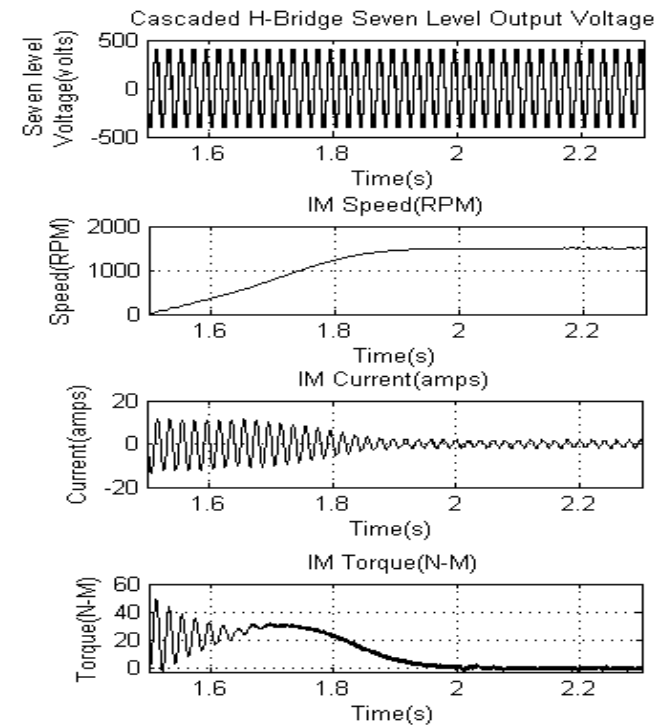 Cascaded H-Bridge Seven Level Output Voltage
Seven level
Voltage(volts)
500
0
-500
1.6 1.8 2 2.2
Time(s)
IM Speed(RPM)
Speed(RPM)
2000
1000
0
1.6 1.8 2 2.2
Time(s)
IM Current(amps)
Current(amps)
20
0
-20
1.6 1.8 2 2.2
Time(s)
IM Torque(N-M)
Torque(N-M)
60
40
20
0
1.6 1.8 2 2.2
Time(s)